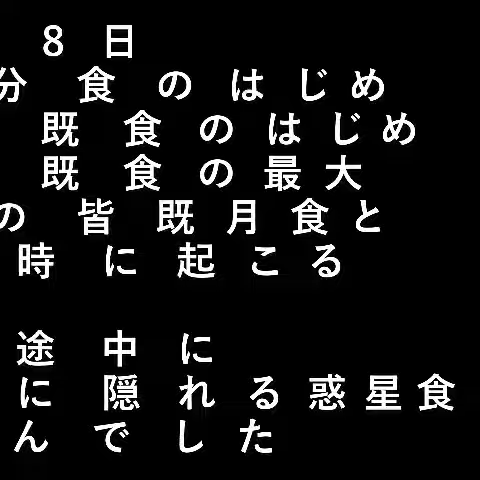 8日
分食のはじめ
既食のはじめ
既食の最大
の皆既月食と
時に起こる
途中に
に隠れる惑星食
んでした